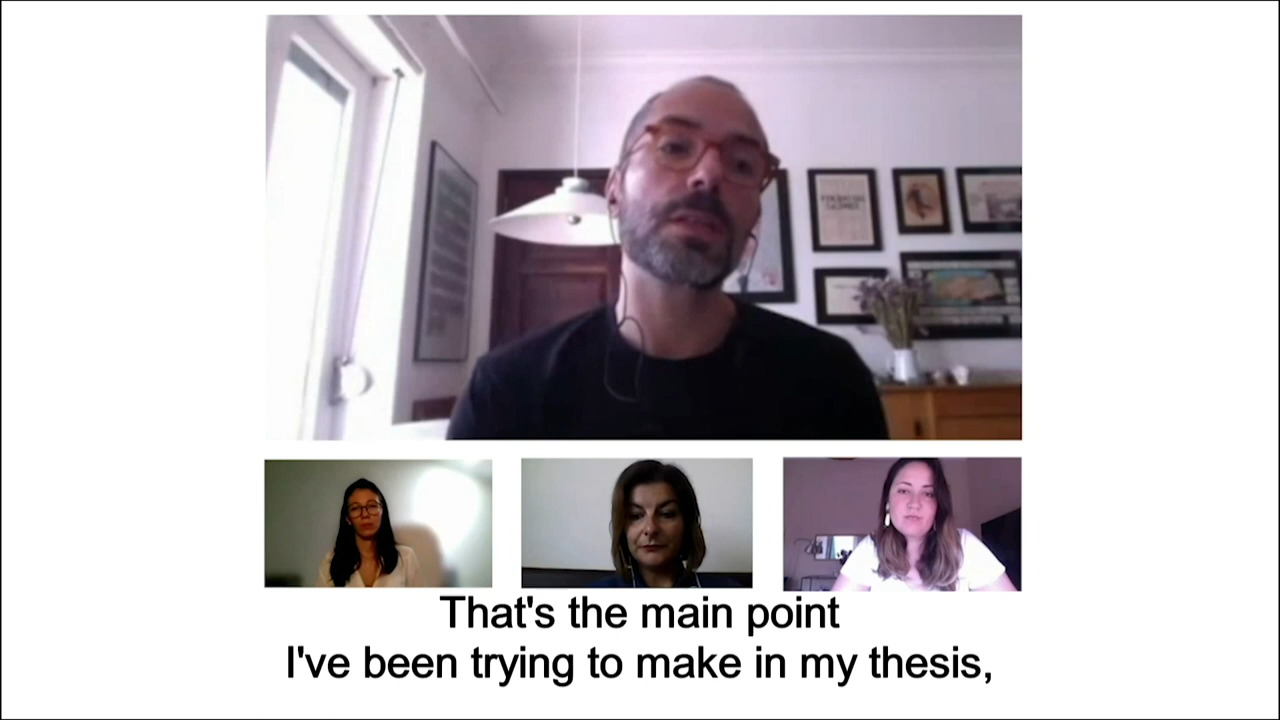 That's the main point
I've been trying to make in my thesis,